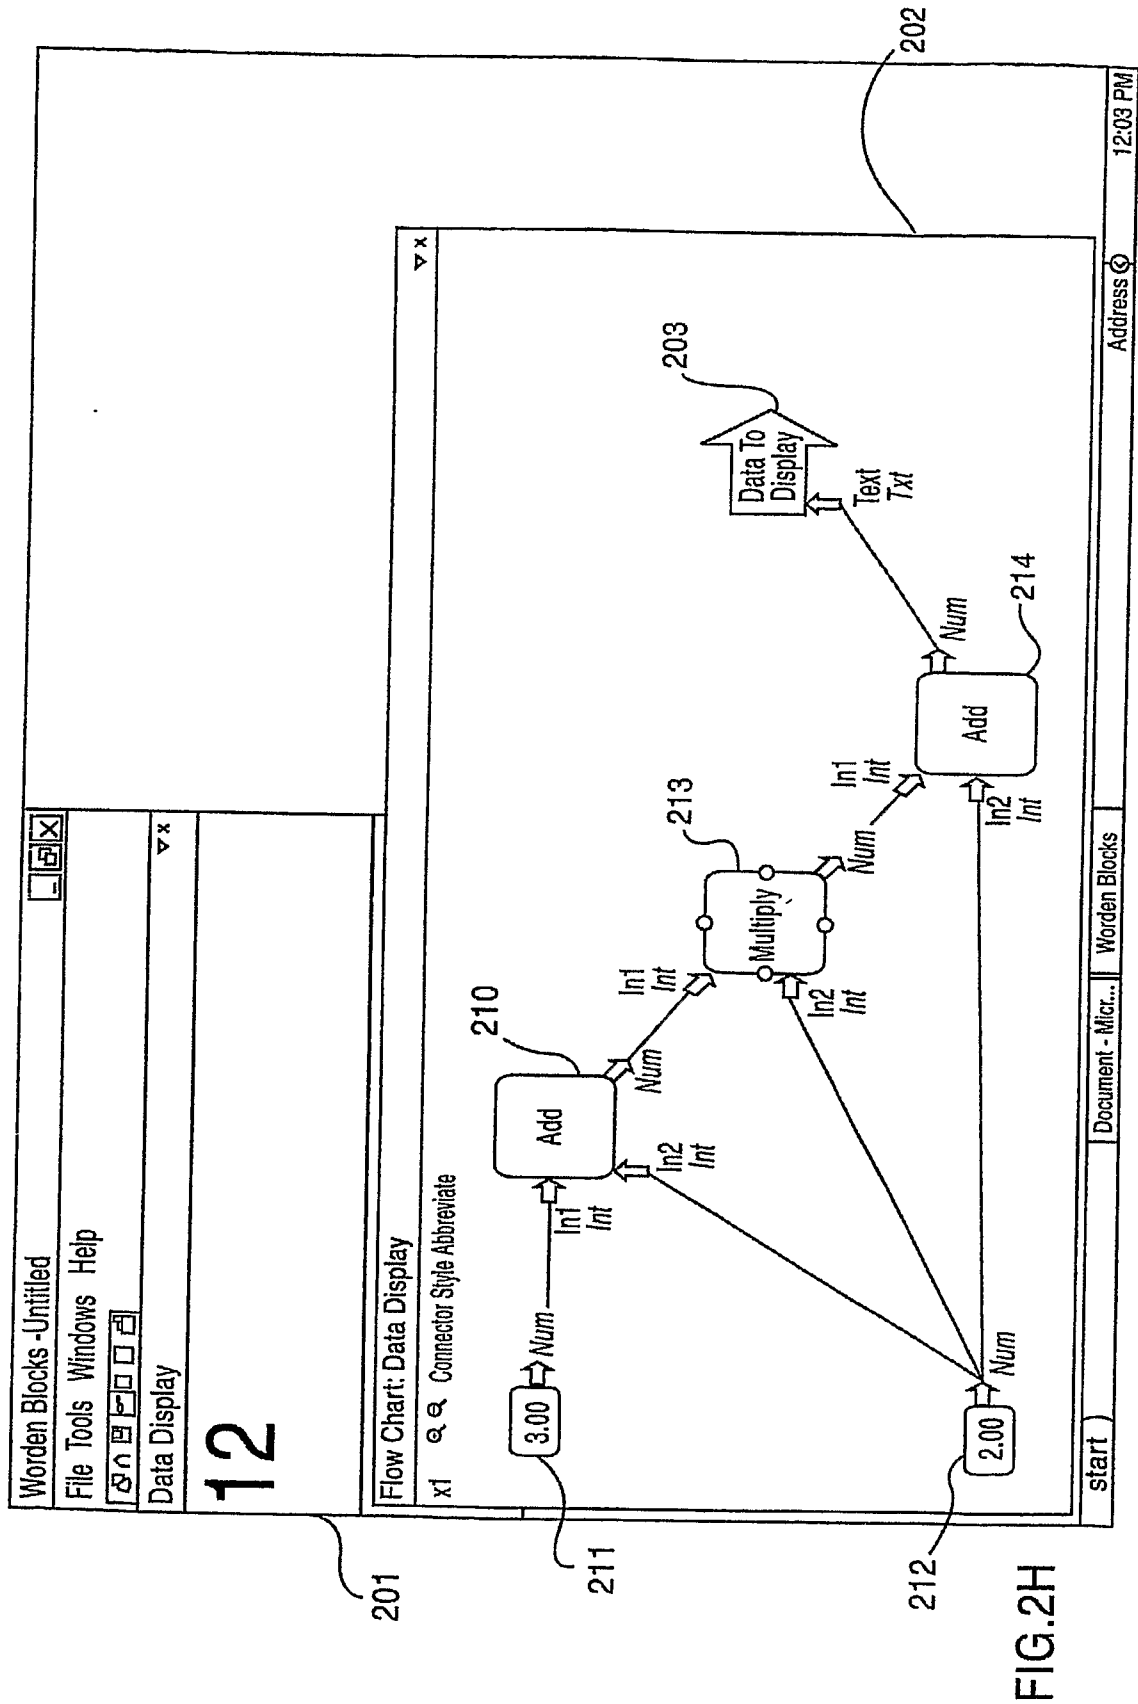 Worden Blocks -Untitled
File Tools Windows Help
Data Display
▽ x
12
201
Flow Chart: Data Display
▽ x
x1 Connector Style Abbreviate
202
3.00
Num
211
In1
Int
Add
210
In2
Int
Num
In1
Int
Multiply
213
In2
Int
Num
In1
Int
Add
214
In2
Int
Num
Data To
Display
203
Text
Txt
2.00
Num
212
start
Document - Micr...
Worden Blocks
Address
12:03 PM
FIG.2H